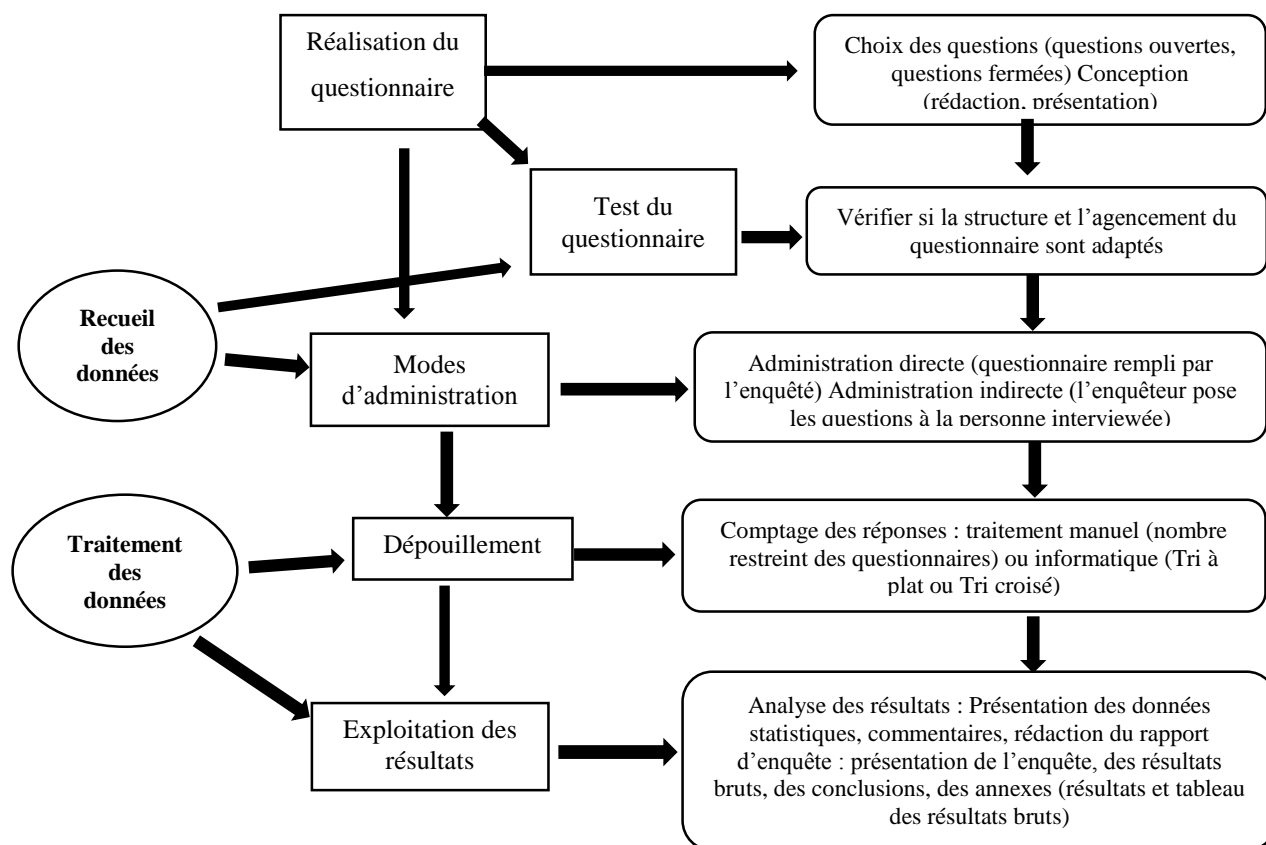 Réalisation du
questionnaire
Choix des questions (questions ouvertes,
questions fermées) Conception
(rédaction, présentation)
Test du
questionnaire
Vérifier si la structure et l’agencement du
questionnaire sont adaptés
Recueil
des
données
Modes
d’administration
Administration directe (questionnaire rempli par
l’enquêté) Administration indirecte (l’enquêteur pose
les questions à la personne interviewée)
Traitement
des
données
Dépouillement
Comptage des réponses : traitement manuel (nombre
restreint des questionnaires) ou informatique (Tri à
plat ou Tri croisé)
Exploitation des
résultats
Analyse des résultats : Présentation des données
statistiques, commentaires, rédaction du rapport
d’enquête : présentation de l’enquête, des résultats
bruts, des conclusions, des annexes (résultats et tableau
des résultats bruts)